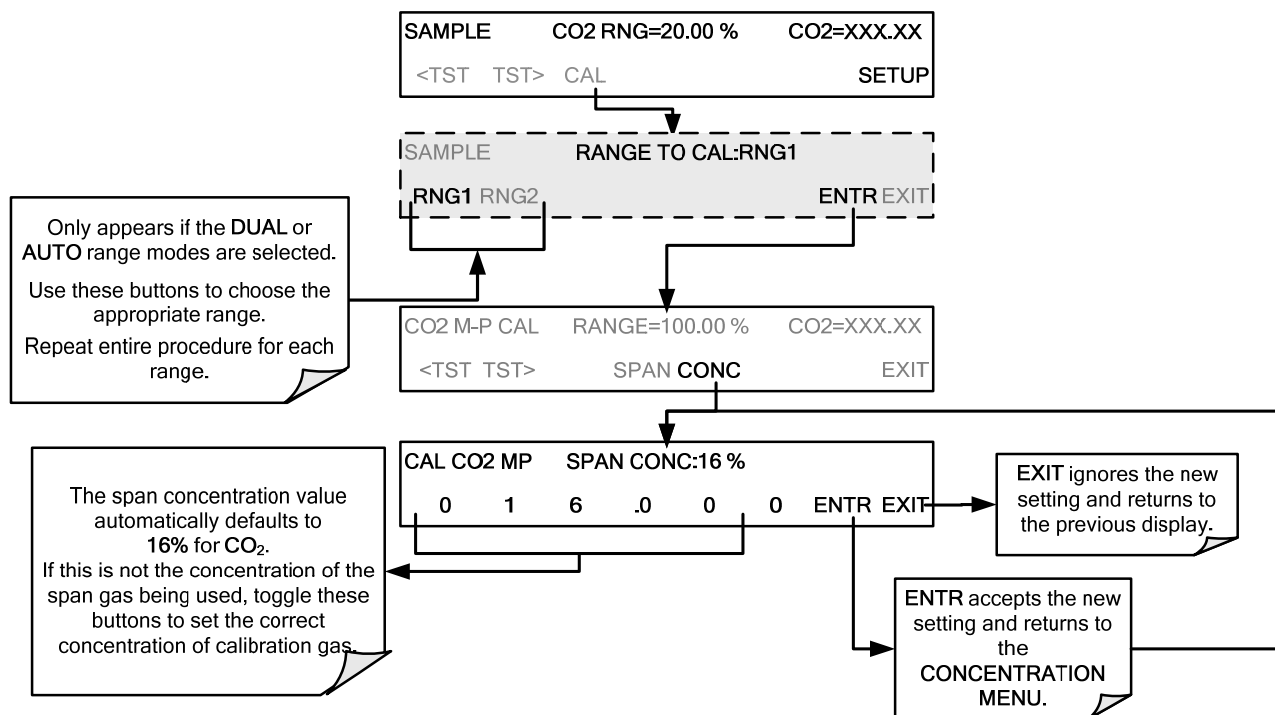 SAMPLE CO2 RNG=20.00 % CO2=XXX.XX
<TST TST> CAL SETUP
SAMPLE RANGE TO CAL:RNG1
RNG1 RNG2 ENTR EXIT
Only appears if the DUAL or
AUTO range modes are selected.
Use these buttons to choose the
appropriate range.
Repeat entire procedure for each
range.
CO2 M-P CAL RANGE=100.00 % CO2=XXX.XX
<TST TST> SPAN CONC EXIT
CAL CO2 MP SPAN CONC:16 %
0 1 6 .0 0 0 ENTR EXIT
The span concentration value
automatically defaults to
16% for CO₂.
If this is not the concentration of the
span gas being used, toggle these
buttons to set the correct
concentration of calibration gas.
EXIT ignores the new
setting and returns to
the previous display.
ENTR accepts the new
setting and returns to
the
CONCENTRATION
MENU.